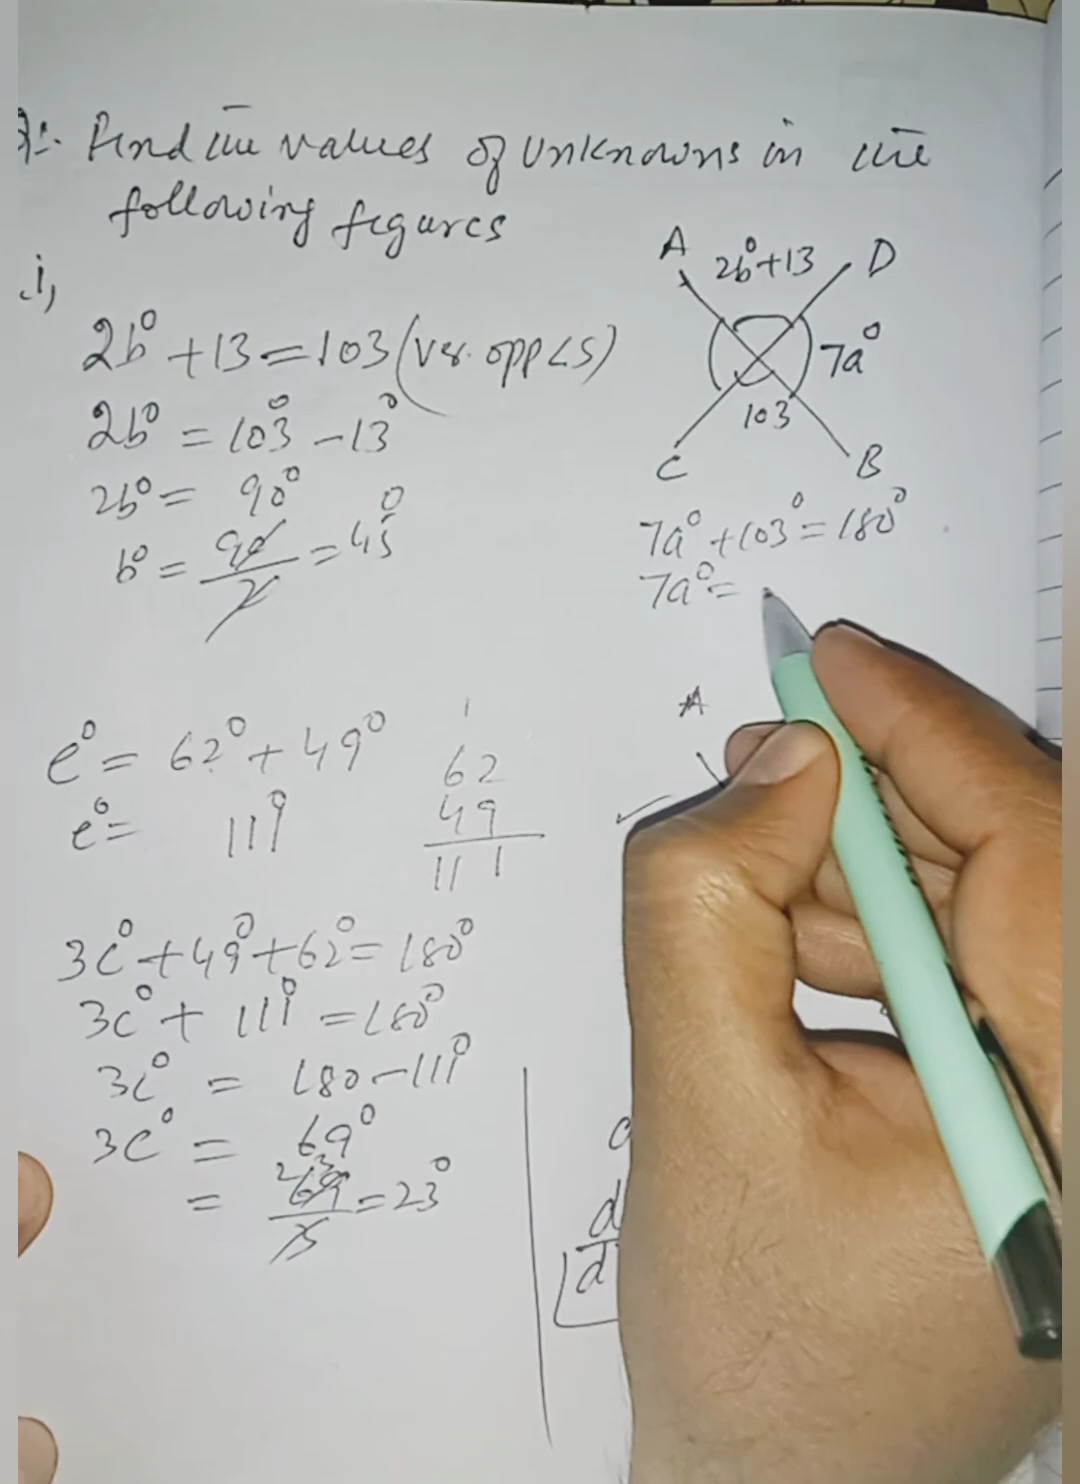 Find the values of unknowns in the
following figures
i,
2b°+13=103(ver. opp<s)
2b°=103°-13°
2b°= 90°
b°=90/2=45°
A 2b°+13 D
7a°
103
C B
7a°+103°=180°
7a°=
A
e°=62°+49°
e°= 111°
1
62
49
111
3c°+49°+62°=180°
3c°+ 111°=180°
3c° = 180-111°
3c° = 69°
= 69/3=23°
23
d
d